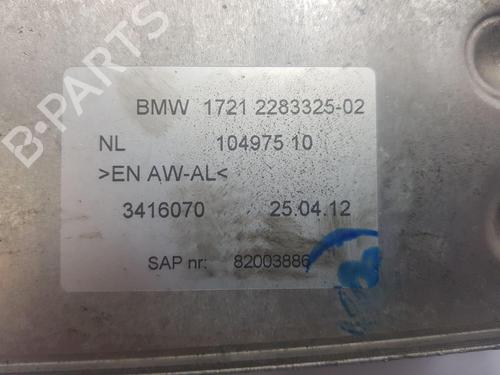 BMW 1721 2283325-02
NL 104975 10
>EN AW-AL<
3416070 25.04.12
SAP nr: 82003886
B-PARTS